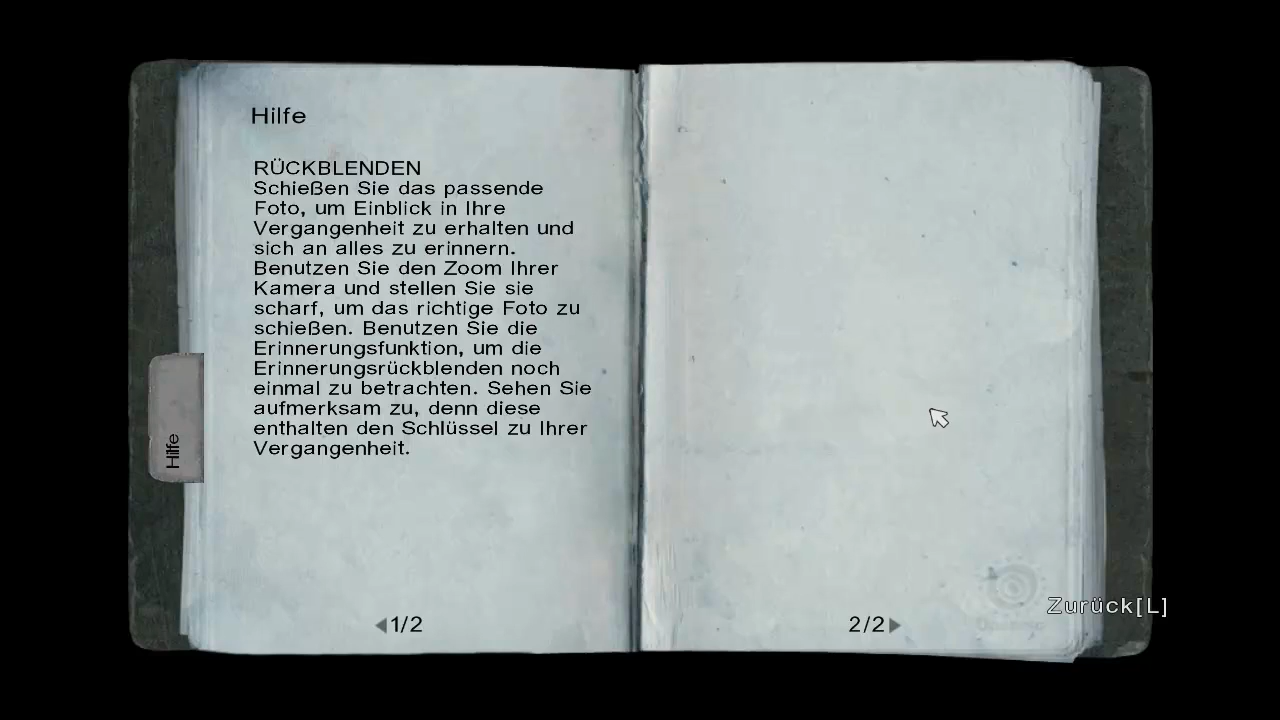 Hilfe
RÜCKBLENDEN
Schießen Sie das passende
Foto, um Einblick in Ihre
Vergangenheit zu erhalten und
sich an alles zu erinnern.
Benutzen Sie den Zoom Ihrer
Kamera und stellen Sie sie
scharf, um das richtige Foto zu
schießen. Benutzen Sie die
Erinnerungsfunktion, um die
Erinnerungsrückblenden noch
einmal zu betrachten. Sehen Sie
aufmerksam zu, denn diese
enthalten den Schlüssel zu Ihrer
Vergangenheit.
Hilfe
1/2
2/2
Zurück[L]